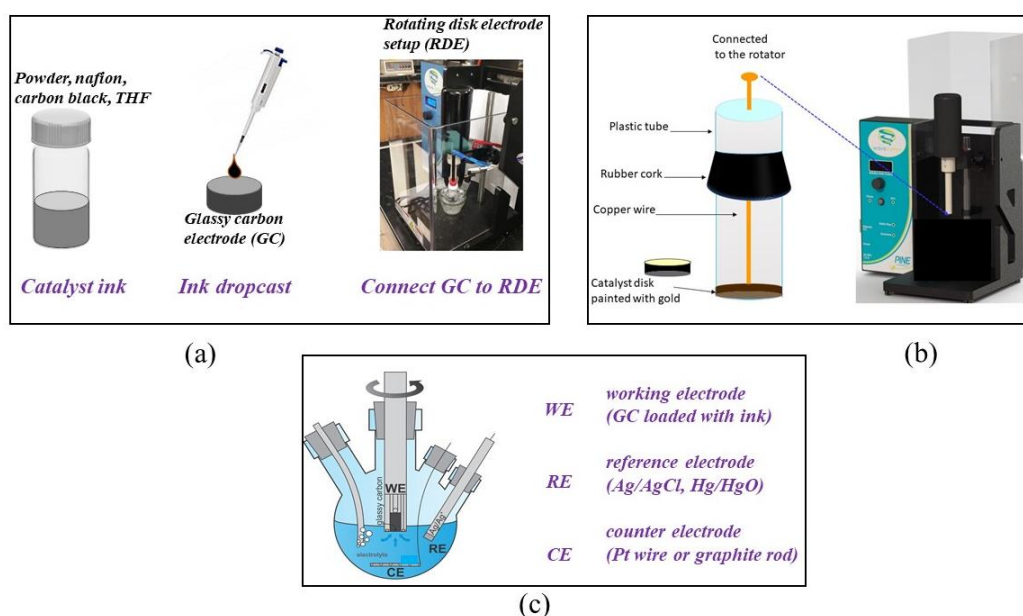 Powder, nafion,
carbon black, THF
Rotating disk electrode
setup (RDE)
Glassy carbon
electrode (GC)
Catalyst ink
Ink dropcast
Connect GC to RDE
(a)
Connected
to the rotator
Plastic tube
Rubber cork
Copper wire
Catalyst disk
painted with gold
PINE
(b)
WE
glassy carbon
Ag/Ag⁺
electrolyte
RE
CE
WE
working electrode
(GC loaded with ink)
RE
reference electrode
(Ag/AgCl, Hg/HgO)
CE
counter electrode
(Pt wire or graphite rod)
(c)